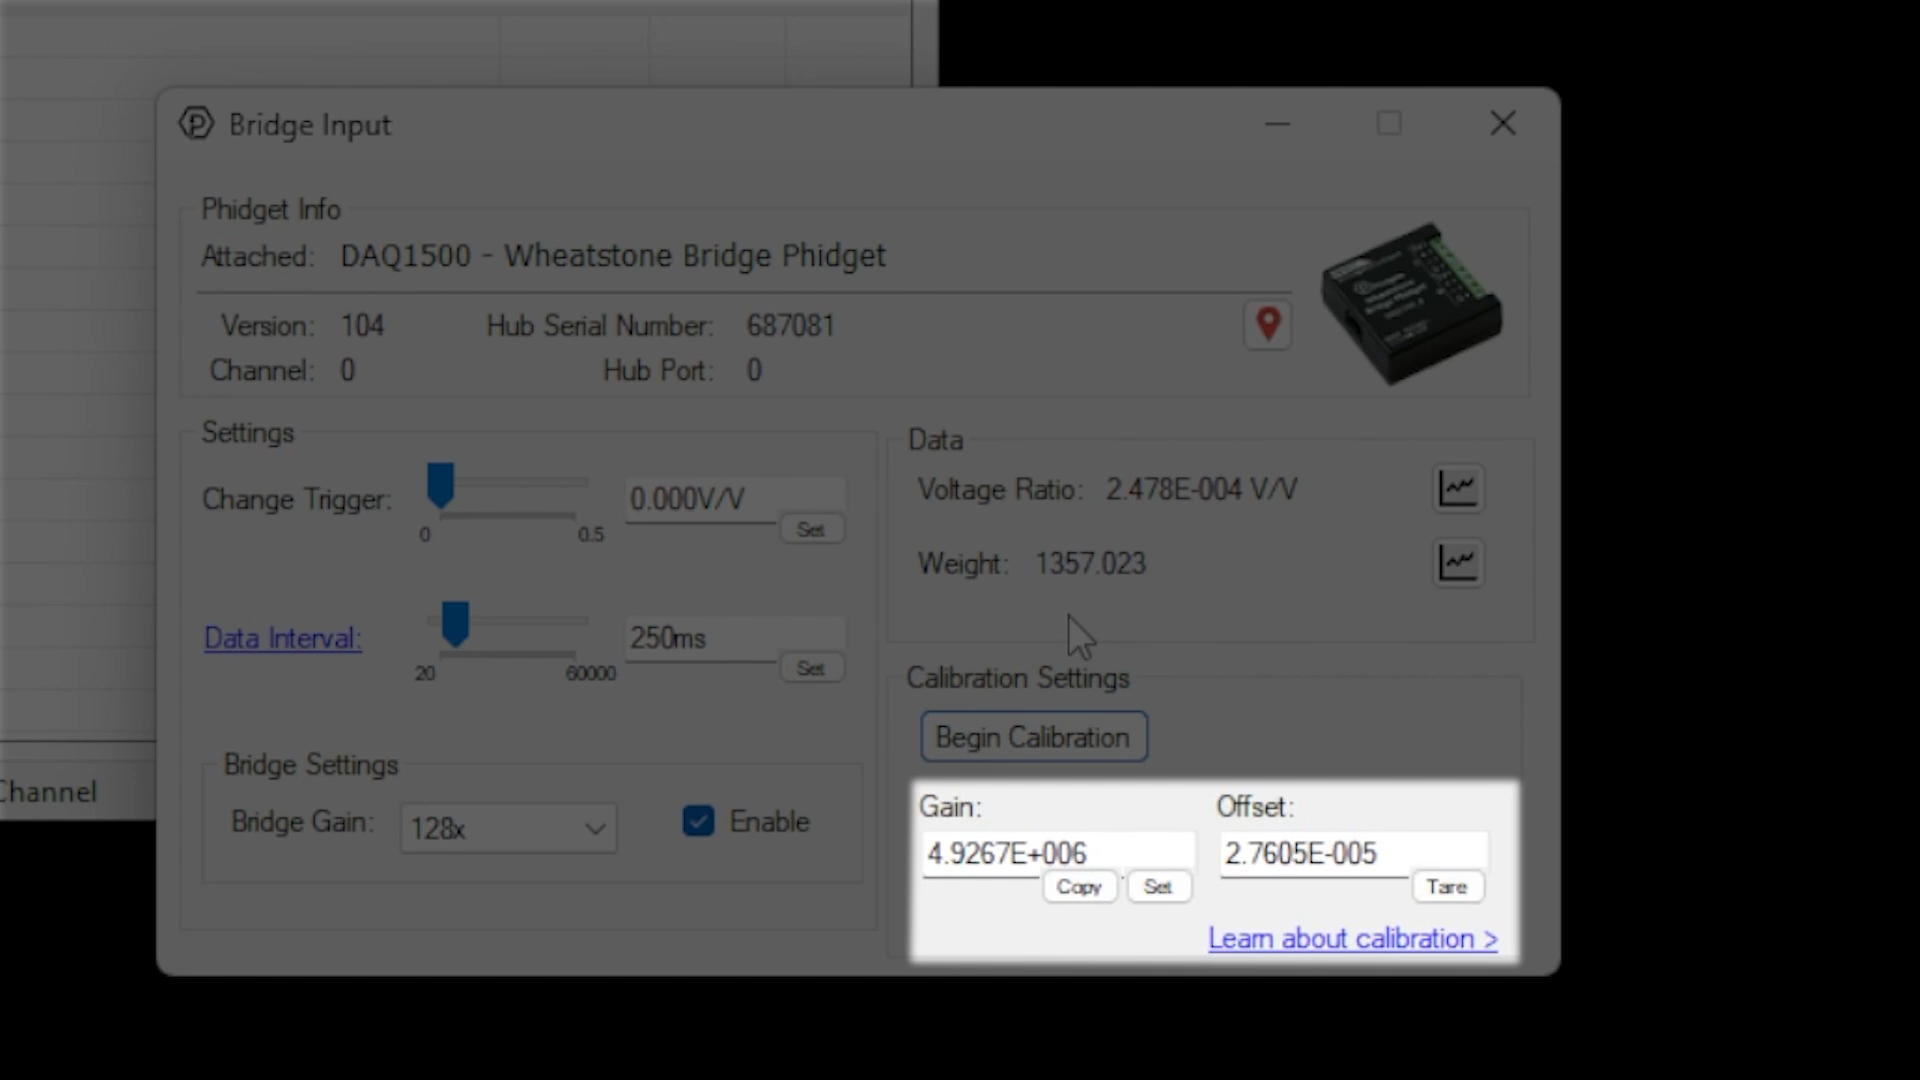 Bridge Input
Phidget Info
Attached: DAQ1500 - Wheatstone Bridge Phidget
Version: 104 Hub Serial Number: 687081
Channel: 0 Hub Port: 0
Settings
Change Trigger: 0.000V/V
Set
0 0.5
Data Interval: 250ms
Set
20 60000
Bridge Settings
Bridge Gain: 128x Enable
Data
Voltage Ratio: 2.478E-004 V/V
Weight: 1357.023
Calibration Settings
Begin Calibration
Gain: Offset:
4.9267E+006 2.7605E-005
Copy Set Tare
Learn about calibration >
Channel